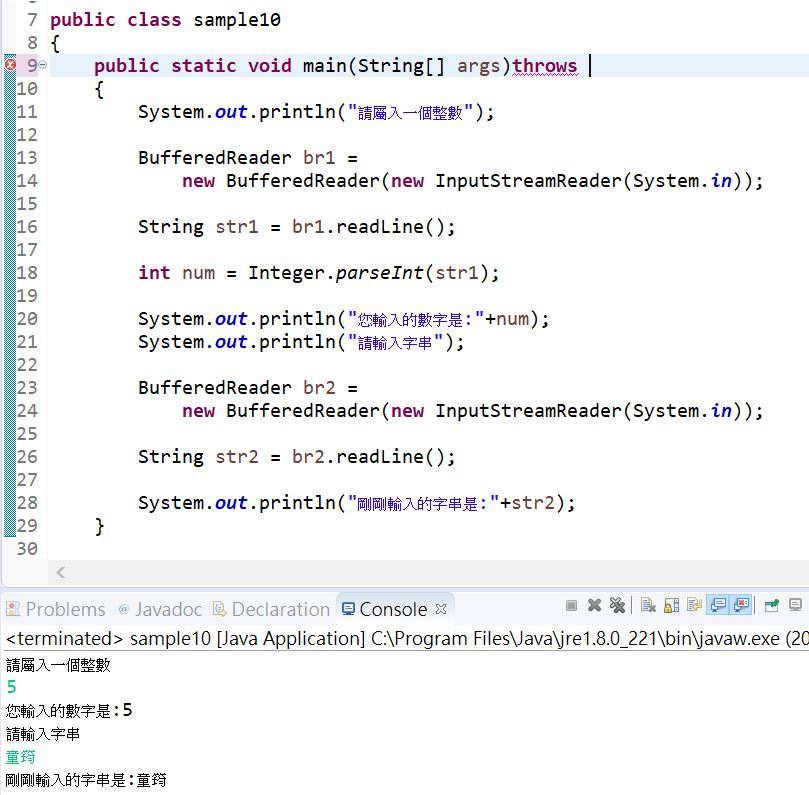 7 public class sample10
8 {
9 public static void main(String[] args)throws
10 {
11 System.out.println("請屬入一個整數");
12
13 BufferedReader br1 =
14 new BufferedReader(new InputStreamReader(System.in));
15
16 String str1 = br1.readLine();
17
18 int num = Integer.parseInt(str1);
19
20 System.out.println("您輸入的數字是:"+num);
21 System.out.println("請輸入字串");
22
23 BufferedReader br2 =
24 new BufferedReader(new InputStreamReader(System.in));
25
26 String str2 = br2.readLine();
27
28 System.out.println("剛剛輸入的字串是:"+str2);
29 }
30
Problems @ Javadoc Declaration Console
<terminated> sample10 [Java Application] C:\Program Files\Java\jre1.8.0_221\bin\javaw.exe (20
請屬入一個整數
5
您輸入的數字是:5
請輸入字串
童筠
剛剛輸入的字串是:童筠